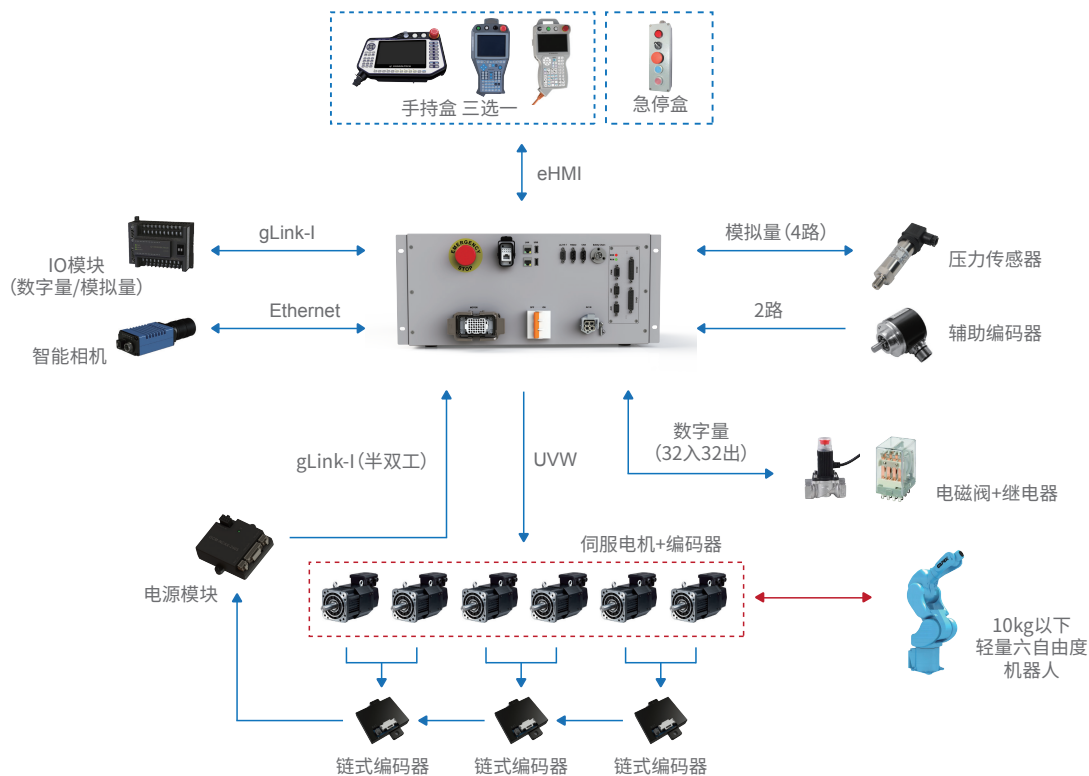 手持盒 三选一
急停盒
eHMI
gLink-I
IO模块
（数字量/模拟量）
Ethernet
智能相机
EMERGENCY
STOP
模拟量（4路）
压力传感器
2路
辅助编码器
gLink-I（半双工）
UVW
数字量
（32入32出）
电磁阀+继电器
伺服电机+编码器
电源模块
10kg以下
轻量六自由度
机器人
链式编码器
链式编码器
链式编码器